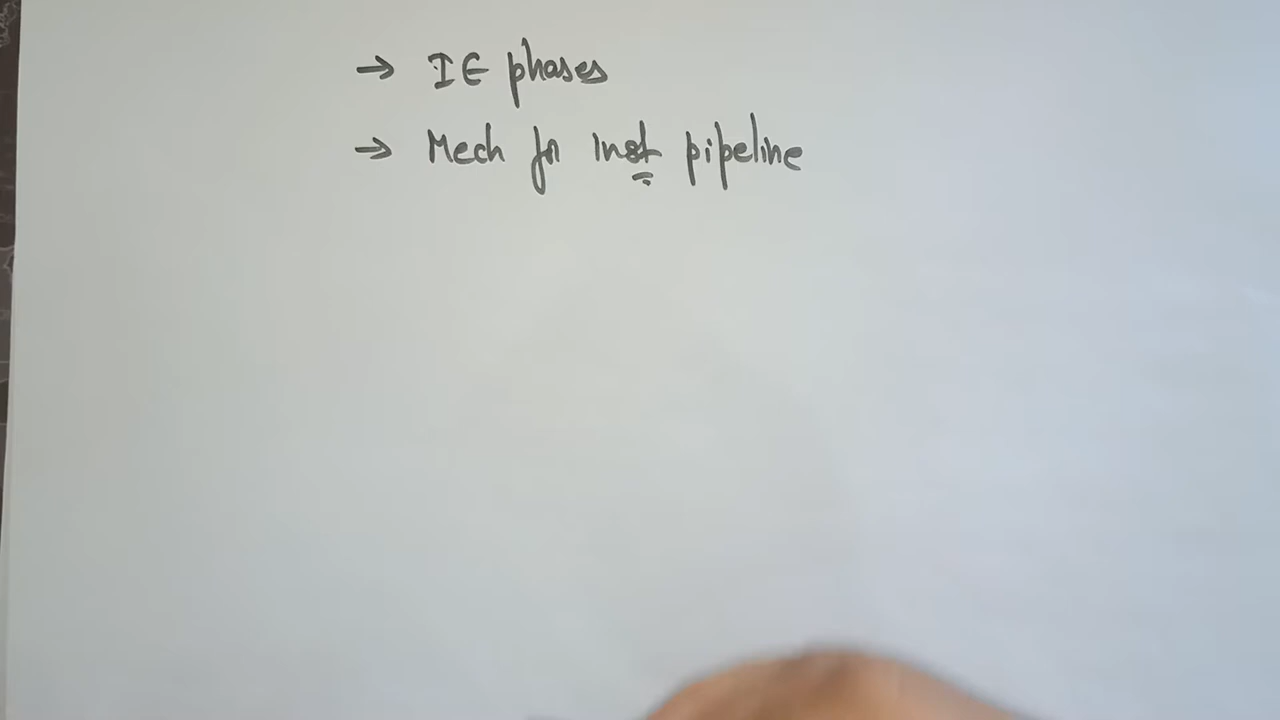 → IE phases
→ Mech for inst pipeline